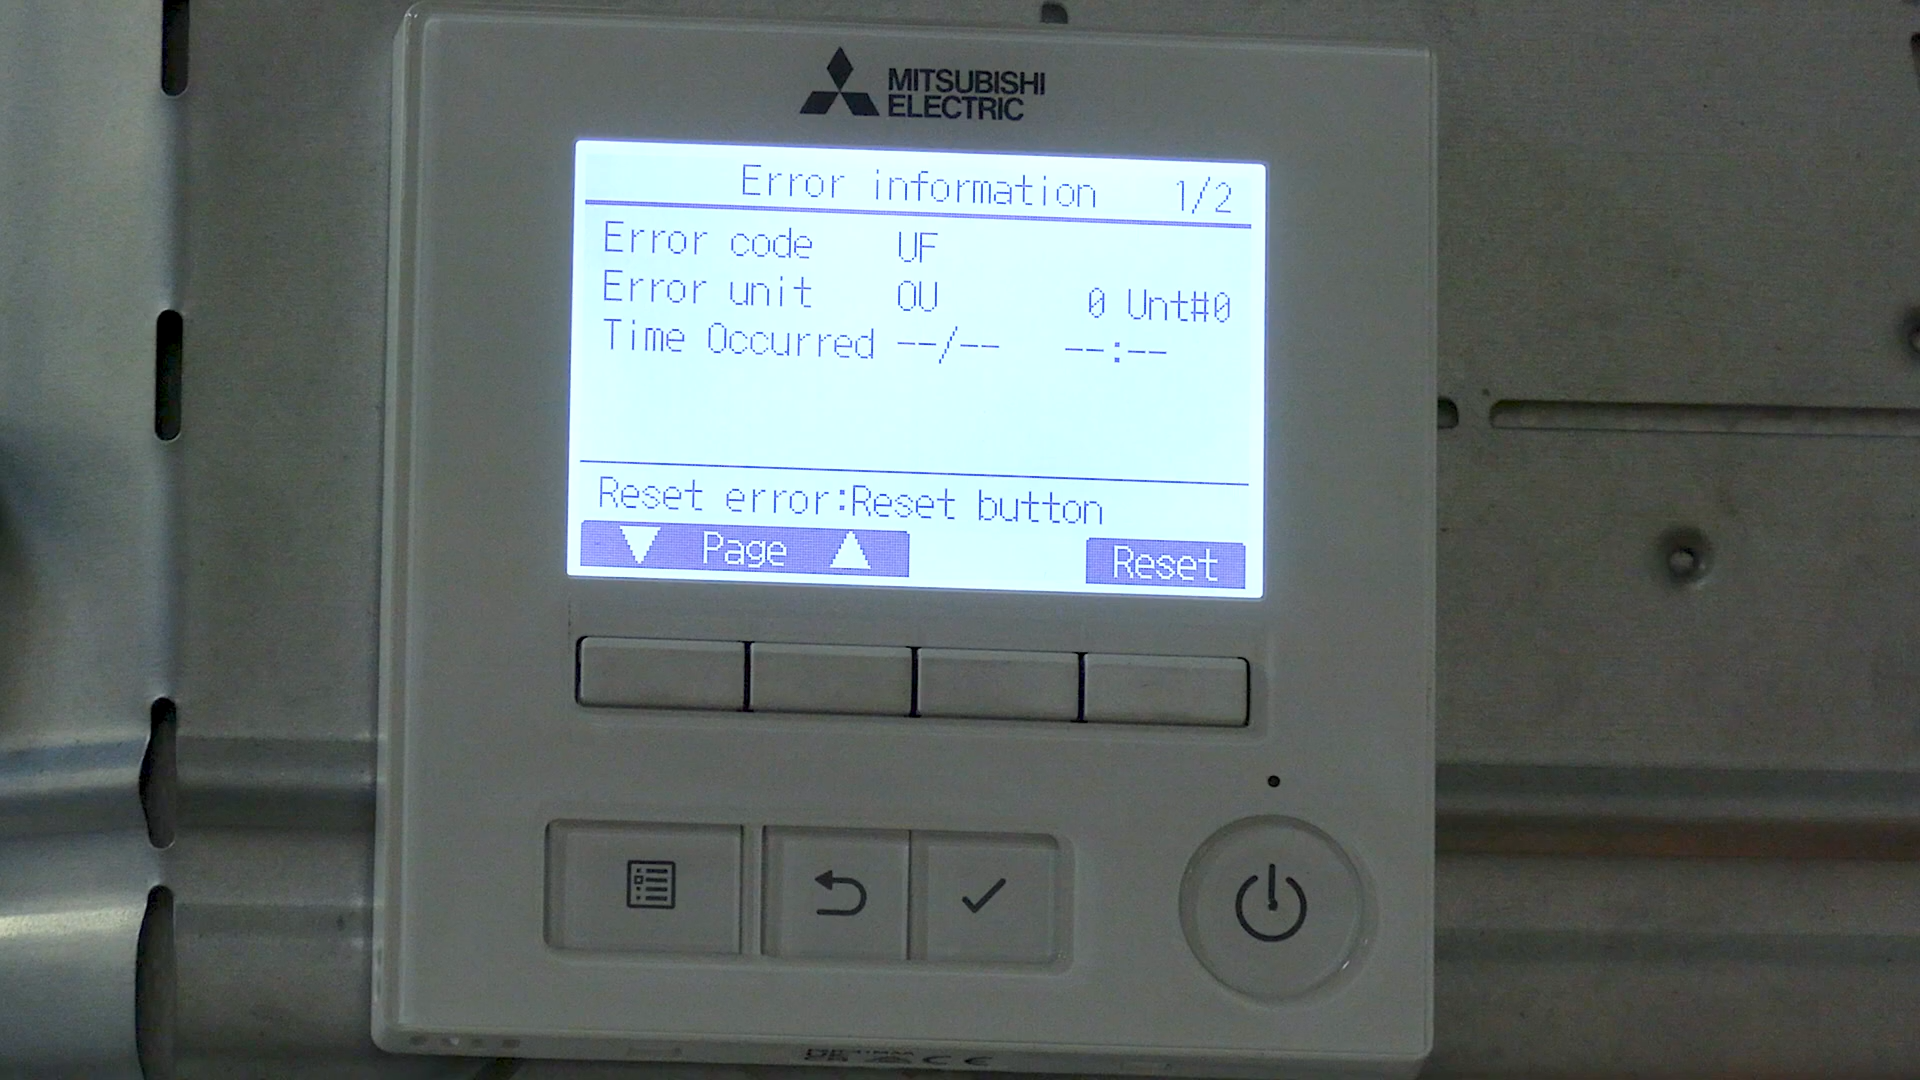 MITSUBISHI
ELECTRIC
Error information 1/2
Error code UF
Error unit OU 0 Unt#0
Time Occurred --/-- --:--
Reset error:Reset button
Page Reset